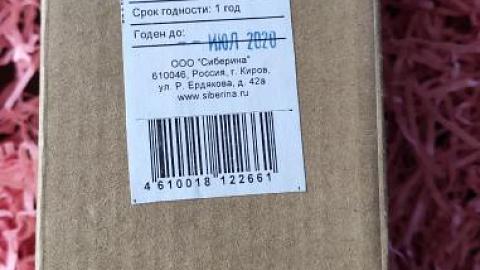 Срок годности: 1 год
Годен до:
ИЮЛ 2020
ООО "Сиберина"
610046, Россия, г. Киров,
ул. Р. Ердякова, д. 42а
www.siberina.ru
4 610018 122661